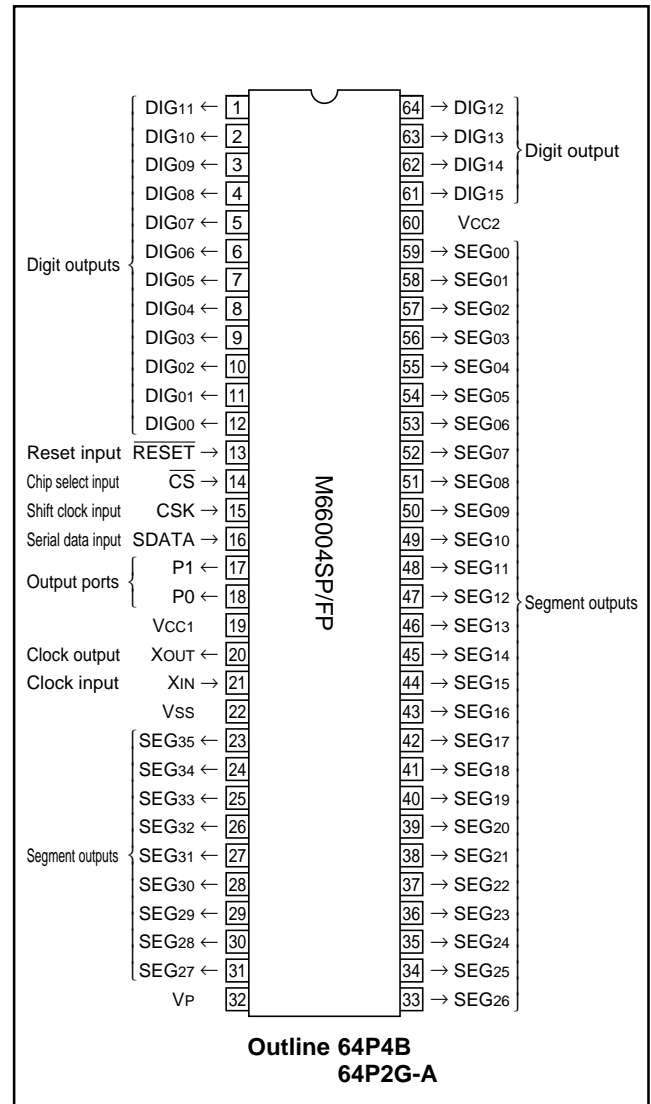 DIG11 ← 1 64 → DIG12
DIG10 ← 2 63 → DIG13
Digit output
DIG09 ← 3 62 → DIG14
DIG08 ← 4 61 → DIG15
DIG07 ← 5 60 VCC2
DIG06 ← 6 59 → SEG00
Digit outputs
DIG05 ← 7 58 → SEG01
DIG04 ← 8 57 → SEG02
DIG03 ← 9 56 → SEG03
DIG02 ← 10 55 → SEG04
DIG01 ← 11 54 → SEG05
DIG00 ← 12 53 → SEG06
Reset input RESET → 13 52 → SEG07
Chip select input CS → 14 51 → SEG08
Shift clock input CSK → 15 50 → SEG09
Serial data input SDATA → 16 49 → SEG10
M66004SP/FP
P1 ← 17 48 → SEG11
Output ports
P0 ← 18 47 → SEG12
Segment outputs
VCC1 19 46 → SEG13
Clock output XOUT ← 20 45 → SEG14
Clock input XIN → 21 44 → SEG15
VSS 22 43 → SEG16
SEG35 ← 23 42 → SEG17
SEG34 ← 24 41 → SEG18
SEG33 ← 25 40 → SEG19
SEG32 ← 26 39 → SEG20
Segment outputs SEG31 ← 27 38 → SEG21
SEG30 ← 28 37 → SEG22
SEG29 ← 29 36 → SEG23
SEG28 ← 30 35 → SEG24
SEG27 ← 31 34 → SEG25
VP 32 33 → SEG26
Outline 64P4B
64P2G-A